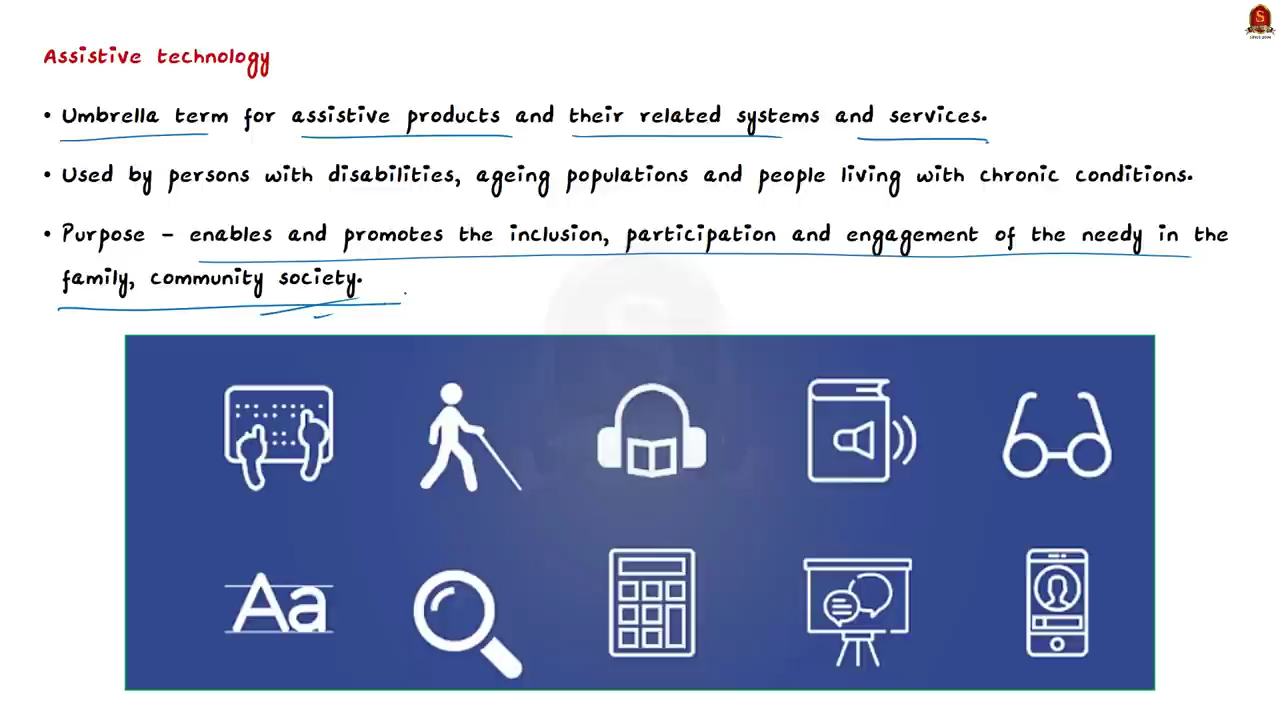 Assistive technology
• Umbrella term for assistive products and their related systems and services.
• Used by persons with disabilities, ageing populations and people living with chronic conditions.
• Purpose – enables and promotes the inclusion, participation and engagement of the needy in the
family, community society.
Aa